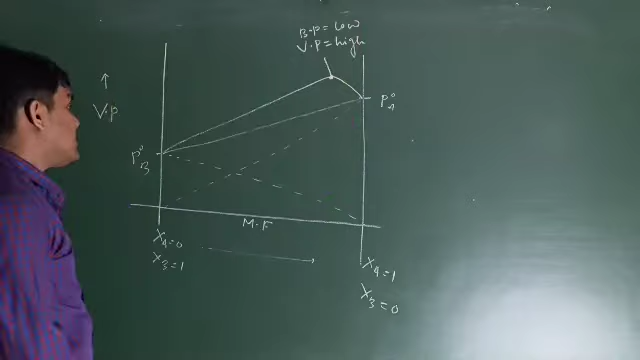 B.P = low
V.P = high
↑
V.P
P°A
P°B
M.F
XA=0
XB=1
XA=1
XB=0